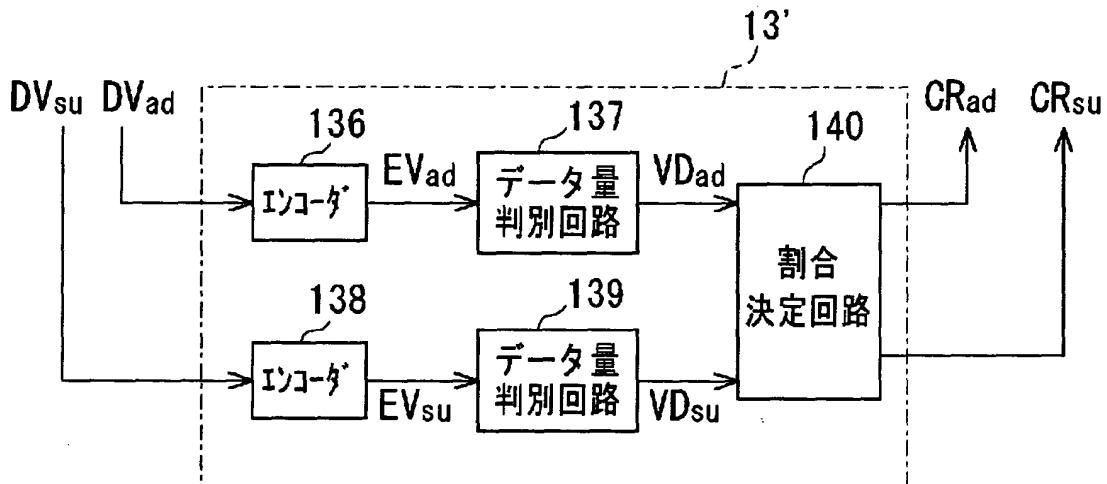 13'
DVsu DVad CRad CRsu
136 137 140
エンコーダ EVad データ量
判別回路 VDad
割合
決定回路
138 139
エンコーダ EVsu データ量
判別回路 VDsu